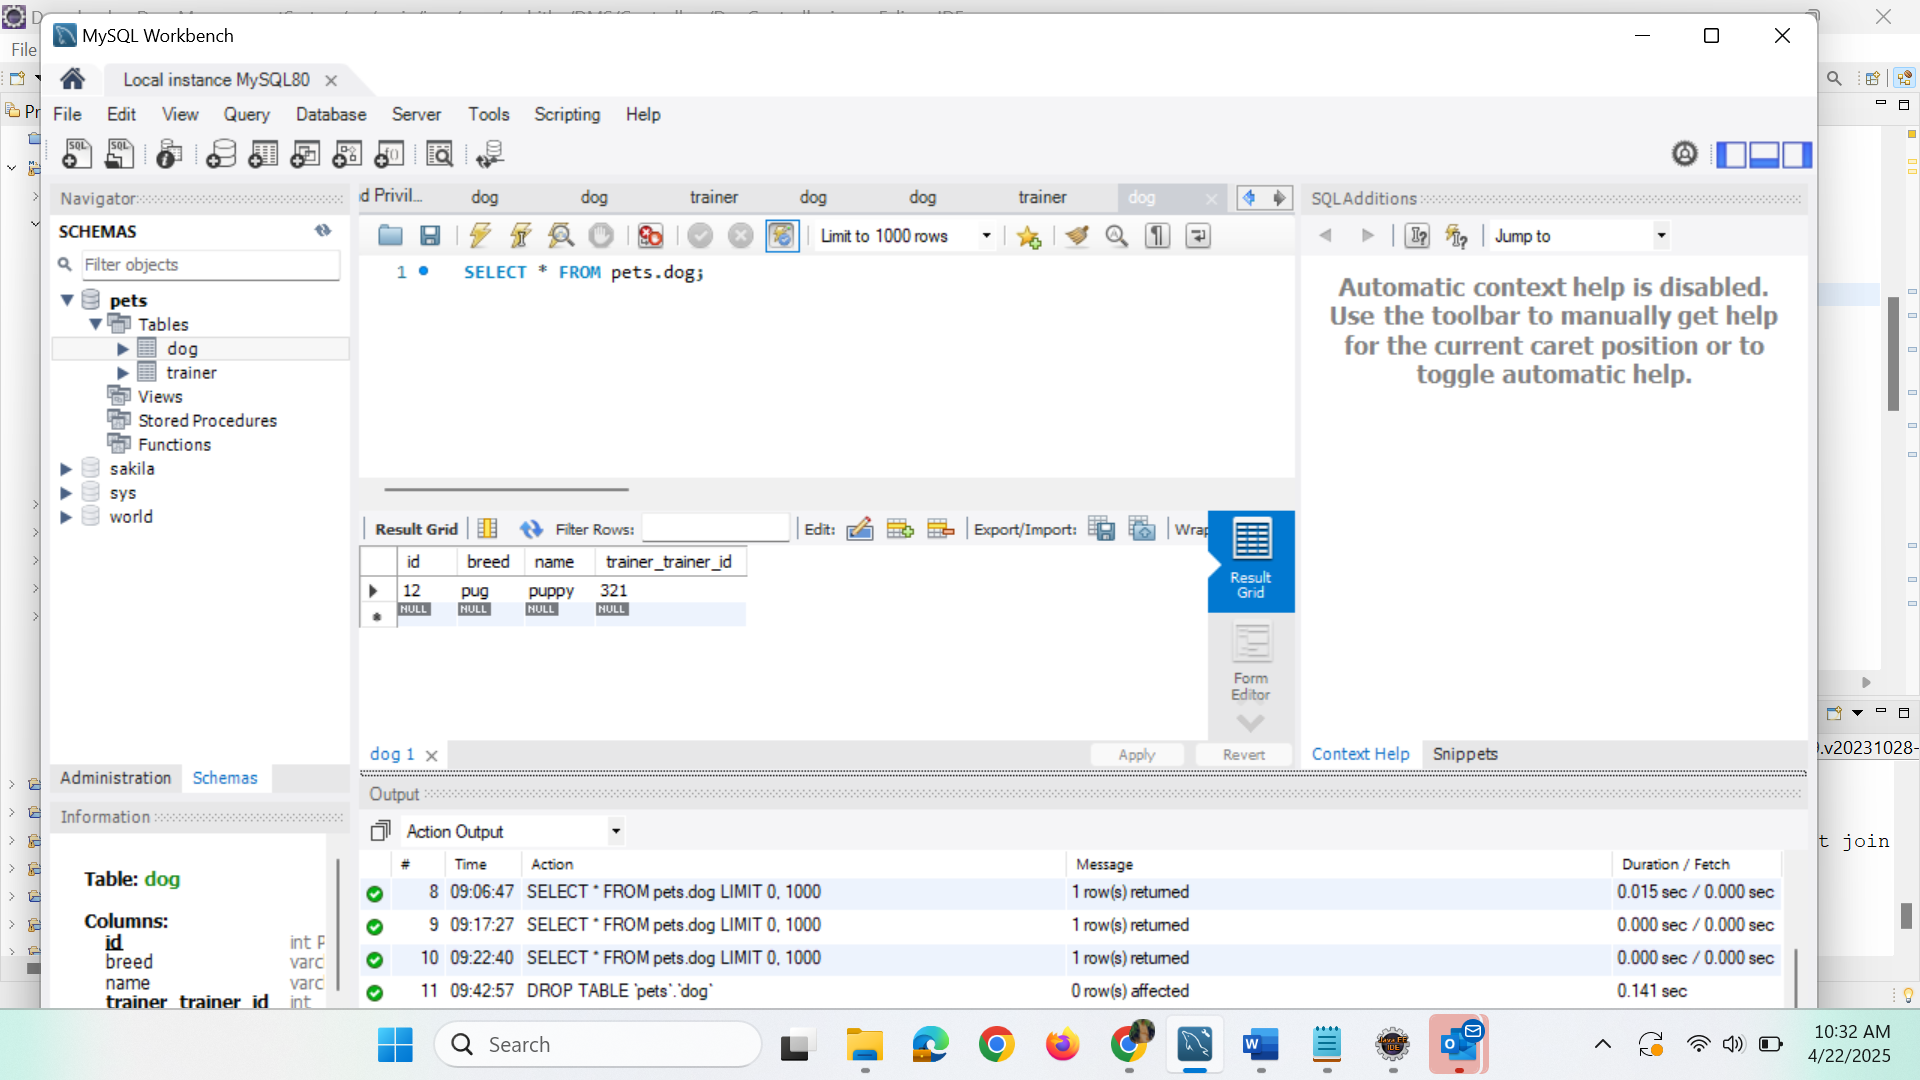 MySQL Workbench
File
Local instance MySQL80
File Edit View Query Database Server Tools Scripting Help
Pr
Navigator
SCHEMAS
Filter objects
pets
Tables
dog
trainer
Views
Stored Procedures
Functions
sakila
sys
world
Administration Schemas
Information
Table: dog
Columns:
id int P
breed varc
name varc
trainer_trainer_id int
d Privil... dog dog trainer dog dog trainer dog
Limit to 1000 rows
1 SELECT * FROM pets.dog;
Result Grid Filter Rows: Edit: Export/Import: Wrap
id breed name trainer_trainer_id
12 pug puppy 321
NULL NULL NULL NULL
Result Grid
Form Editor
dog 1 Apply Revert
SQLAdditions
Jump to
Automatic context help is disabled.
Use the toolbar to manually get help
for the current caret position or to
toggle automatic help.
Context Help Snippets
Output
Action Output
# Time Action Message Duration / Fetch
8 09:06:47 SELECT * FROM pets.dog LIMIT 0, 1000 1 row(s) returned 0.015 sec / 0.000 sec
9 09:17:27 SELECT * FROM pets.dog LIMIT 0, 1000 1 row(s) returned 0.000 sec / 0.000 sec
10 09:22:40 SELECT * FROM pets.dog LIMIT 0, 1000 1 row(s) returned 0.000 sec / 0.000 sec
11 09:42:57 DROP TABLE `pets`.`dog` 0 row(s) affected 0.141 sec
.v20231028-
t join
Search
10:32 AM
4/22/2025